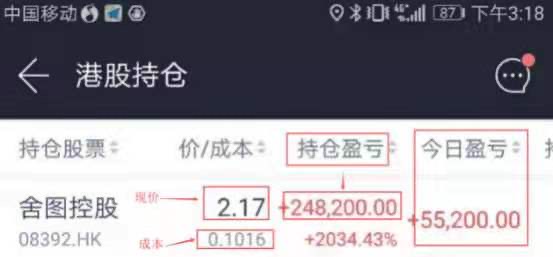 中国移动 4G 87 下午3:18
港股持仓
持仓股票 价/成本 持仓盈亏 今日盈亏
舍图控股 现价 2.17 +248,200.00 +55,200.00
08392.HK 成本 0.1016 +2034.43%